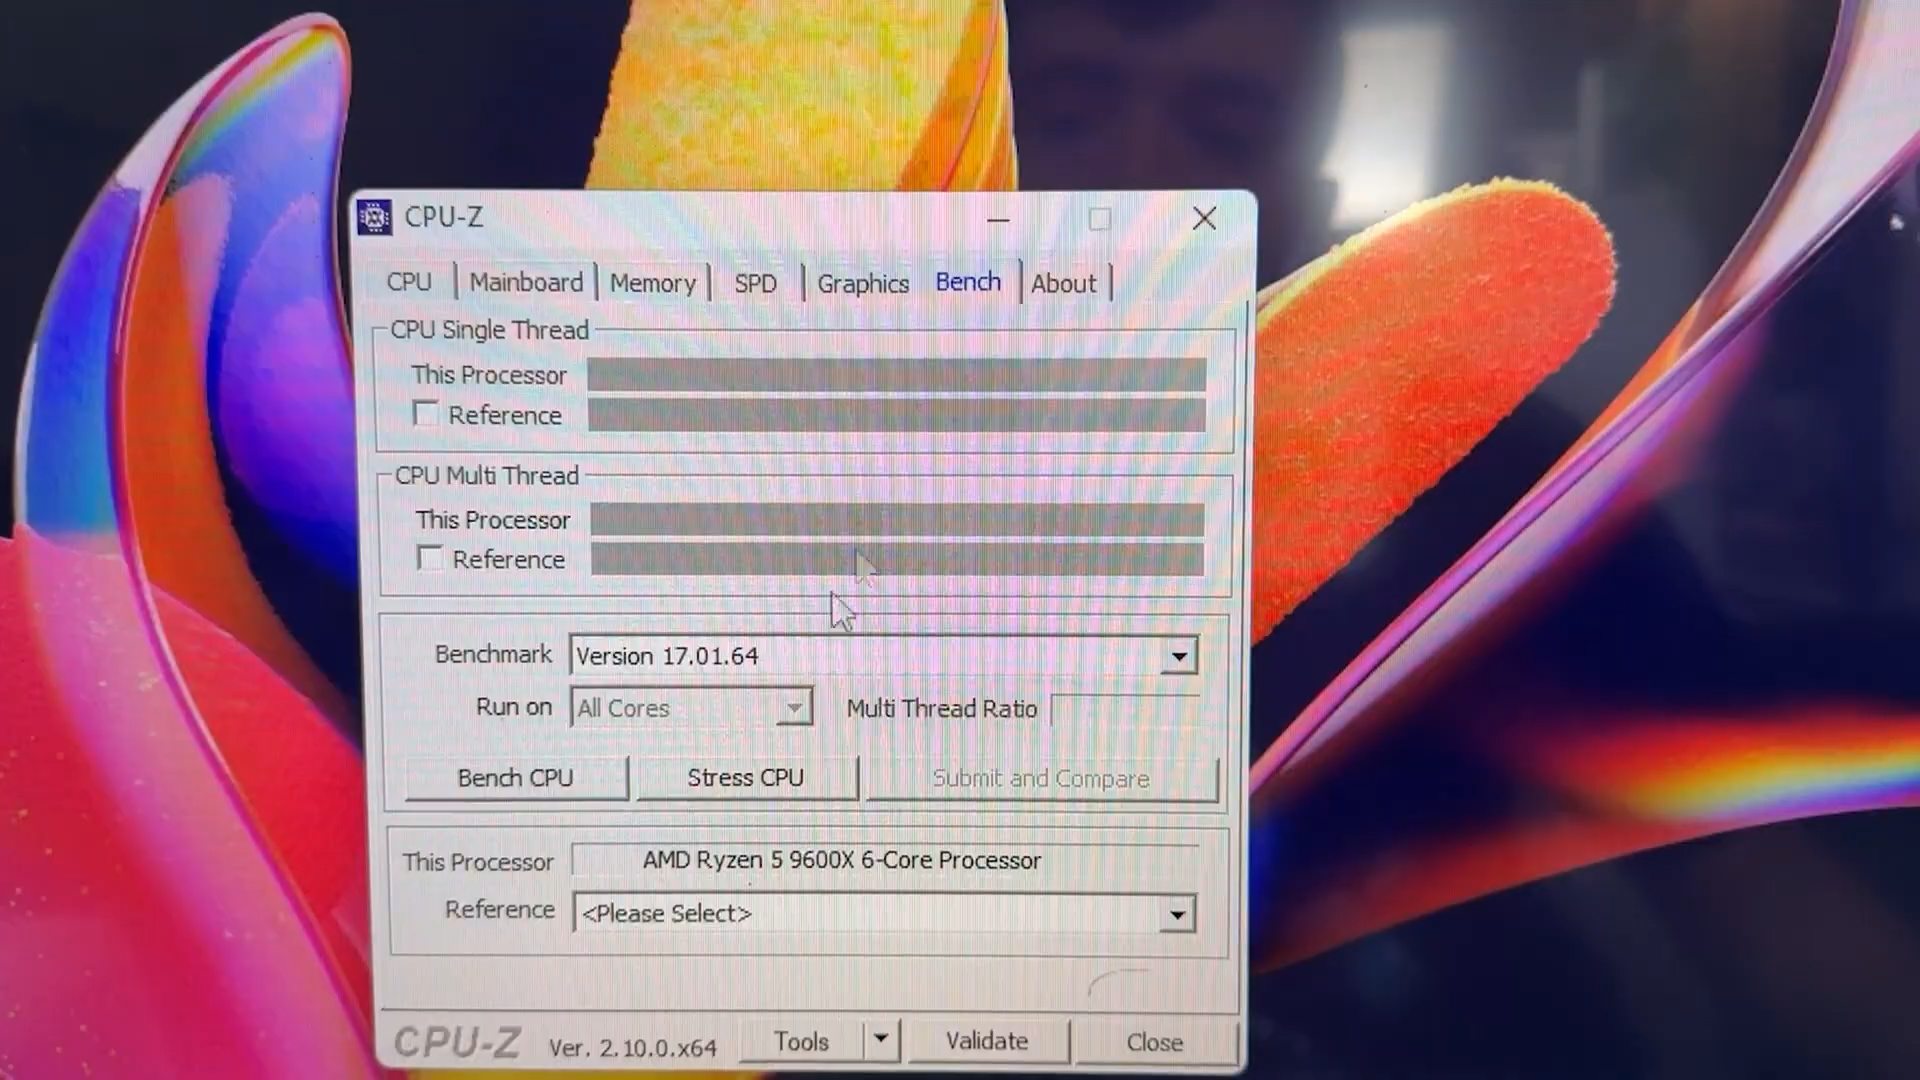 CPU-Z
CPU Mainboard Memory SPD Graphics Bench About
CPU Single Thread
This Processor
Reference
CPU Multi Thread
This Processor
Reference
Benchmark Version 17.01.64
Run on All Cores Multi Thread Ratio
Bench CPU Stress CPU Submit and Compare
This Processor AMD Ryzen 5 9600X 6-Core Processor
Reference <Please Select>
CPU-Z Ver. 2.10.0.x64 Tools Validate Close